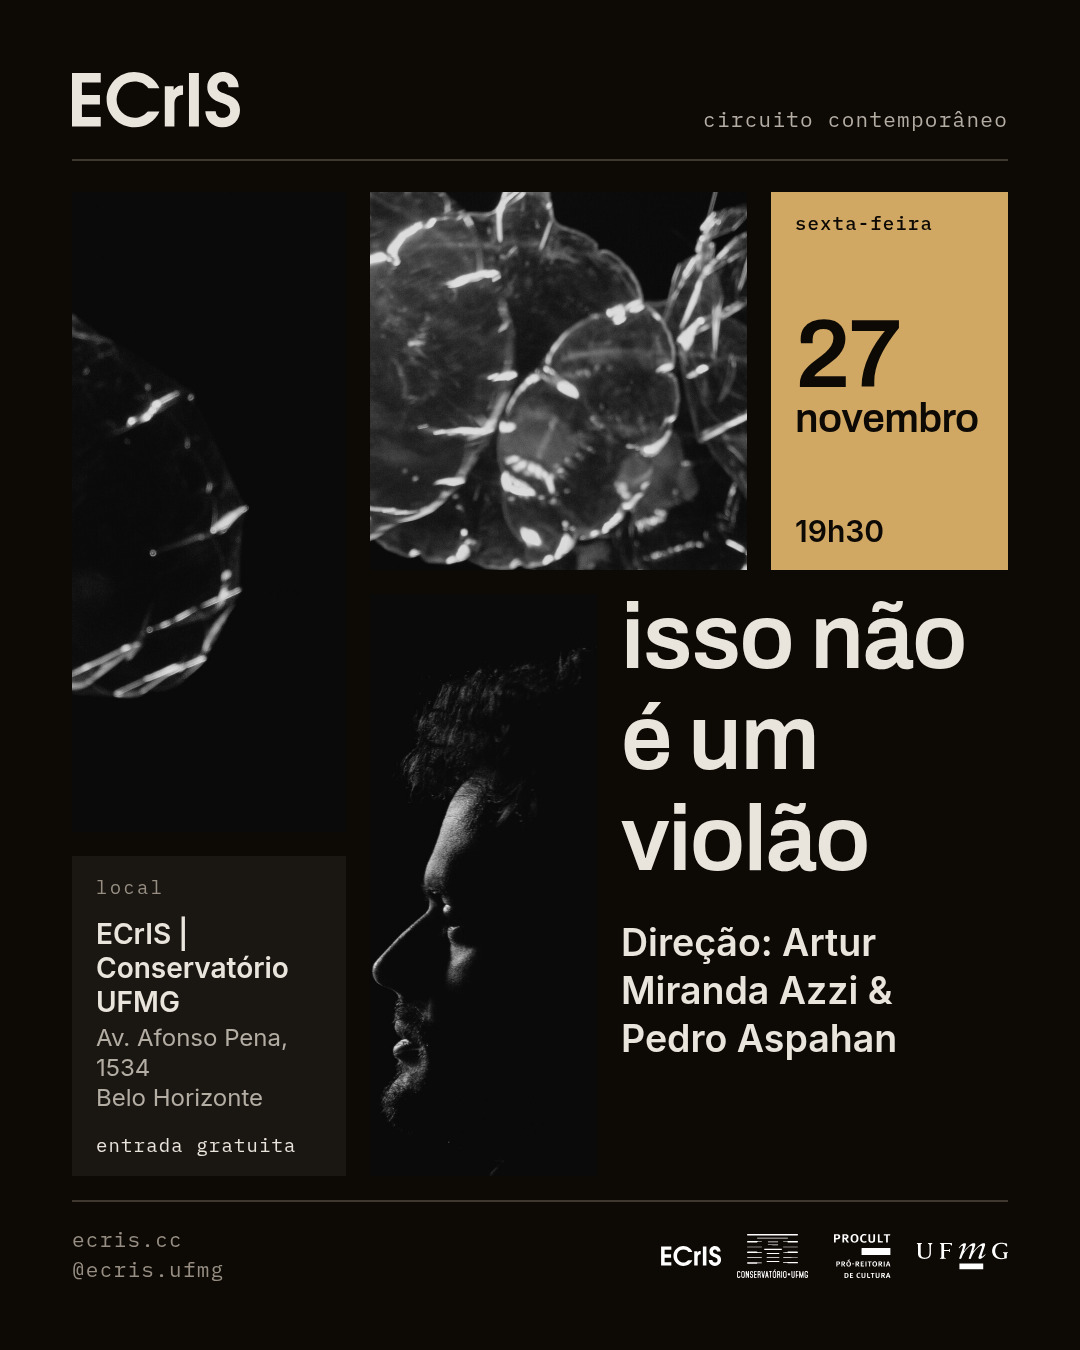 ECrIS
circuito contemporâneo
sexta-feira
27
novembro
19h30
isso não
é um
violão
Direção: Artur
Miranda Azzi &
Pedro Aspahan
local
ECrIS |
Conservatório
UFMG
Av. Afonso Pena,
1534
Belo Horizonte
entrada gratuita
ecris.cc
@ecris.ufmg
ECrIS
CONSERVATÓRIO•UFMG
PROCULT
PRÓ-REITORIA
DE CULTURA
UFmG